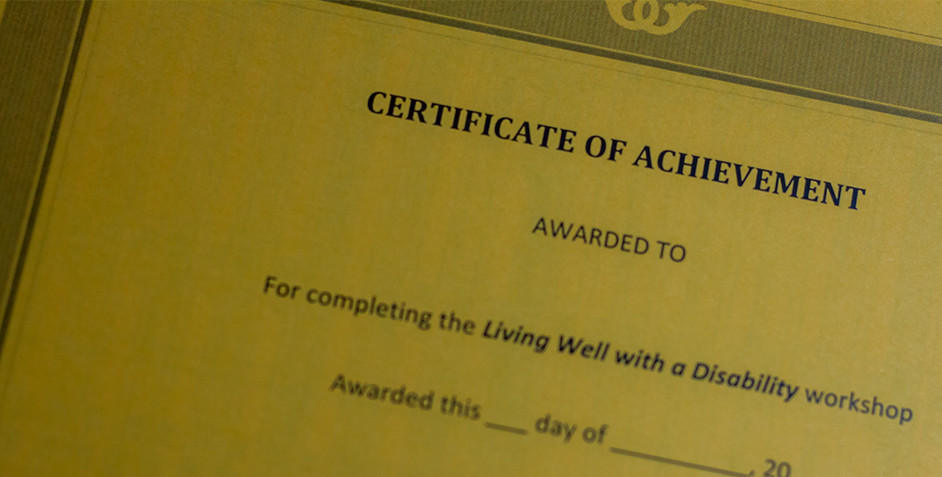 CERTIFICATE OF ACHIEVEMENT
AWARDED TO
For completing the Living Well with a Disability workshop
Awarded this ___ day of __________, 20